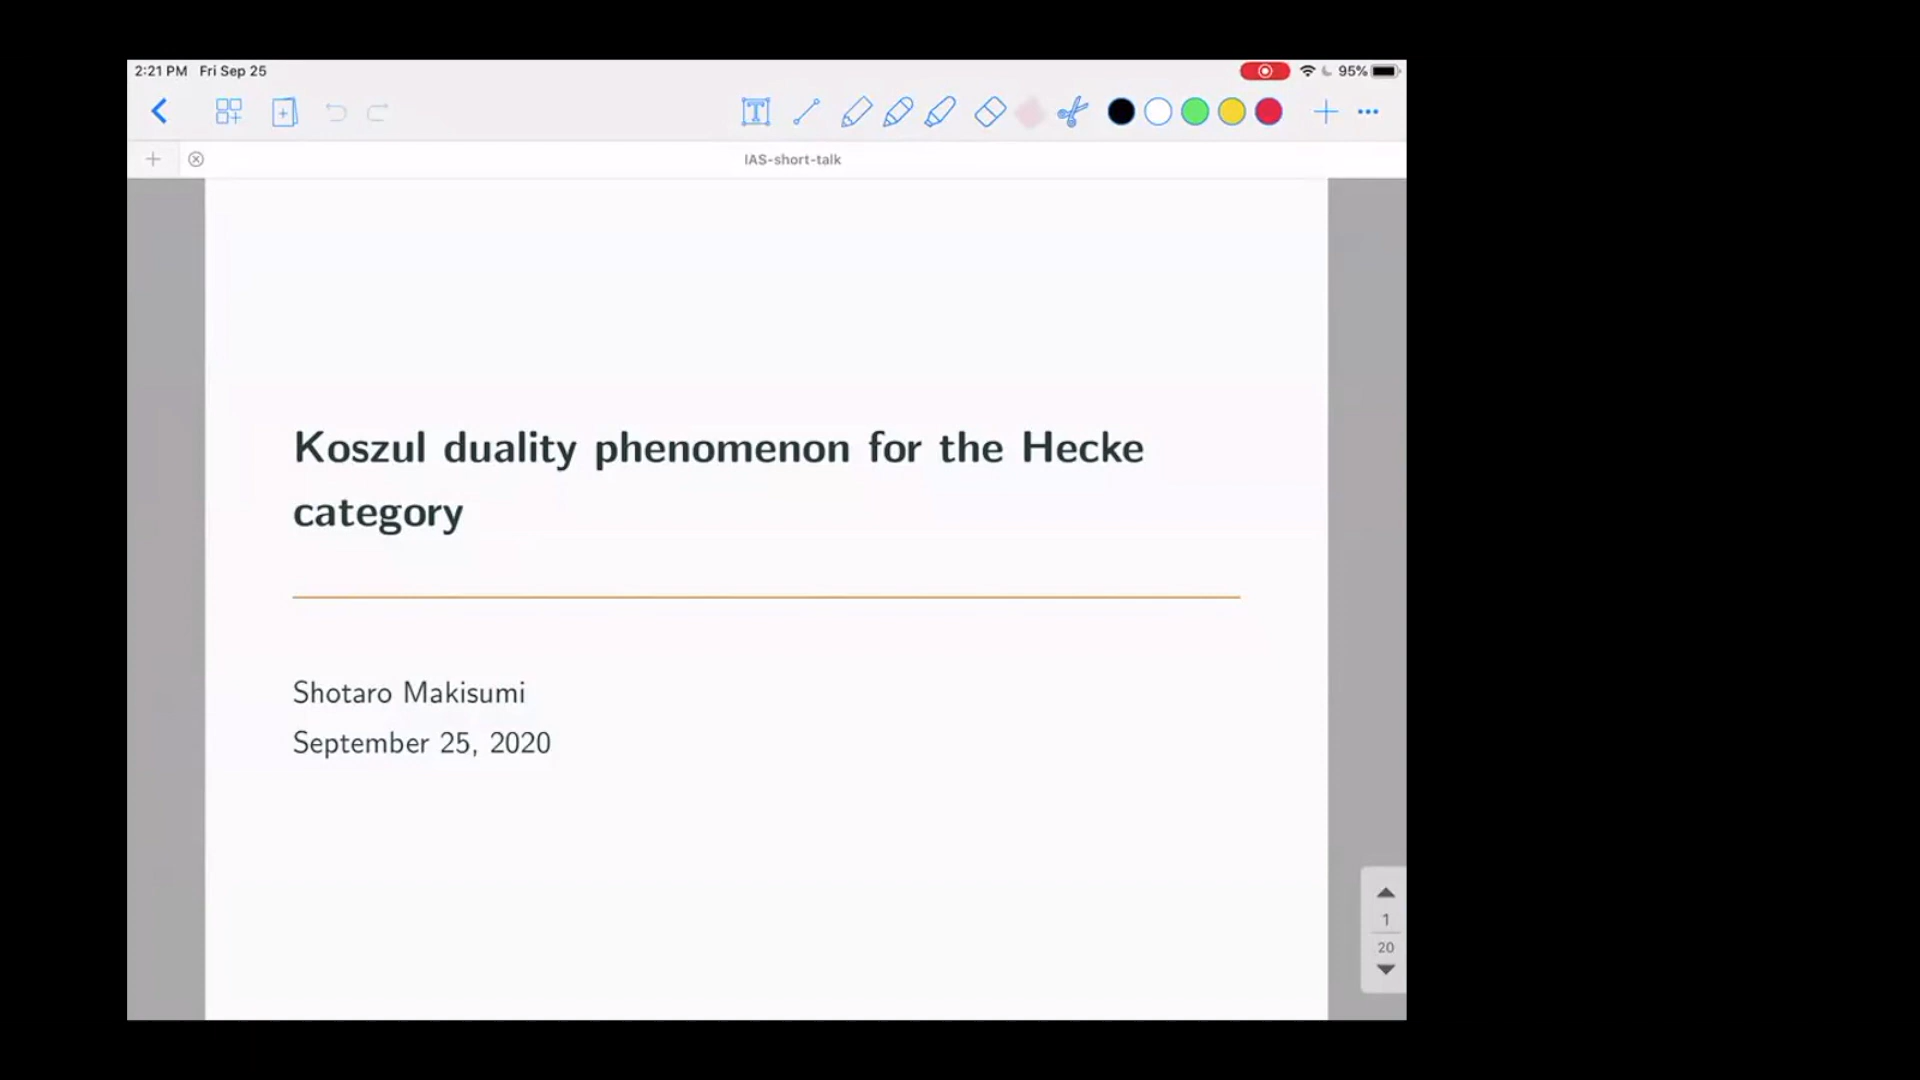 2:21 PM Fri Sep 25 95%
IAS-short-talk
Koszul duality phenomenon for the Hecke
category
Shotaro Makisumi
September 25, 2020
1
20